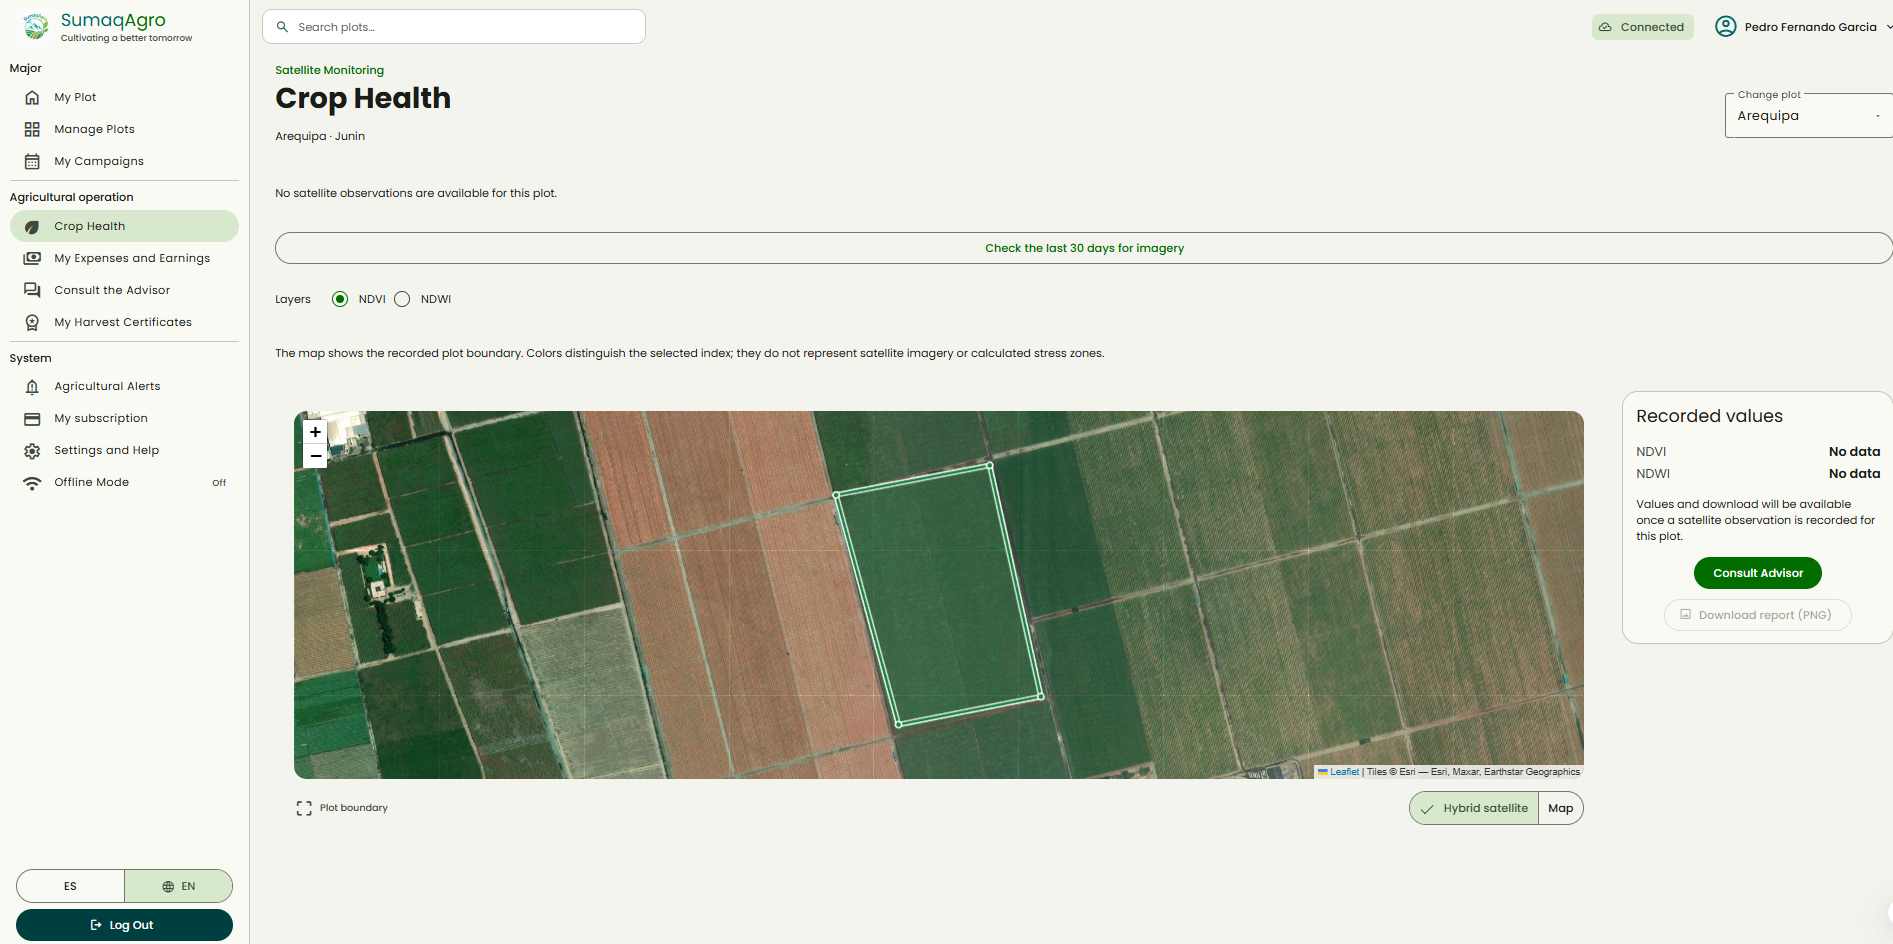 SumaqAgro
Cultivating a better tomorrow
Major
My Plot
Manage Plots
My Campaigns
Agricultural operation
Crop Health
My Expenses and Earnings
Consult the Advisor
My Harvest Certificates
System
Agricultural Alerts
My subscription
Settings and Help
Offline Mode
Off
ES
EN
Log Out
Search plots...
Connected
Pedro Fernando Garcia
Satellite Monitoring
Crop Health
Arequipa · Junin
Change plot
Arequipa
No satellite observations are available for this plot.
Check the last 30 days for imagery
Layers
NDVI
NDWI
The map shows the recorded plot boundary. Colors distinguish the selected index; they do not represent satellite imagery or calculated stress zones.
+
−
Leaflet | Tiles © Esri — Esri, Maxar, Earthstar Geographics
Plot boundary
Hybrid satellite
Map
Recorded values
NDVI No data
NDWI No data
Values and download will be available
once a satellite observation is recorded for
this plot.
Consult Advisor
Download report (PNG)